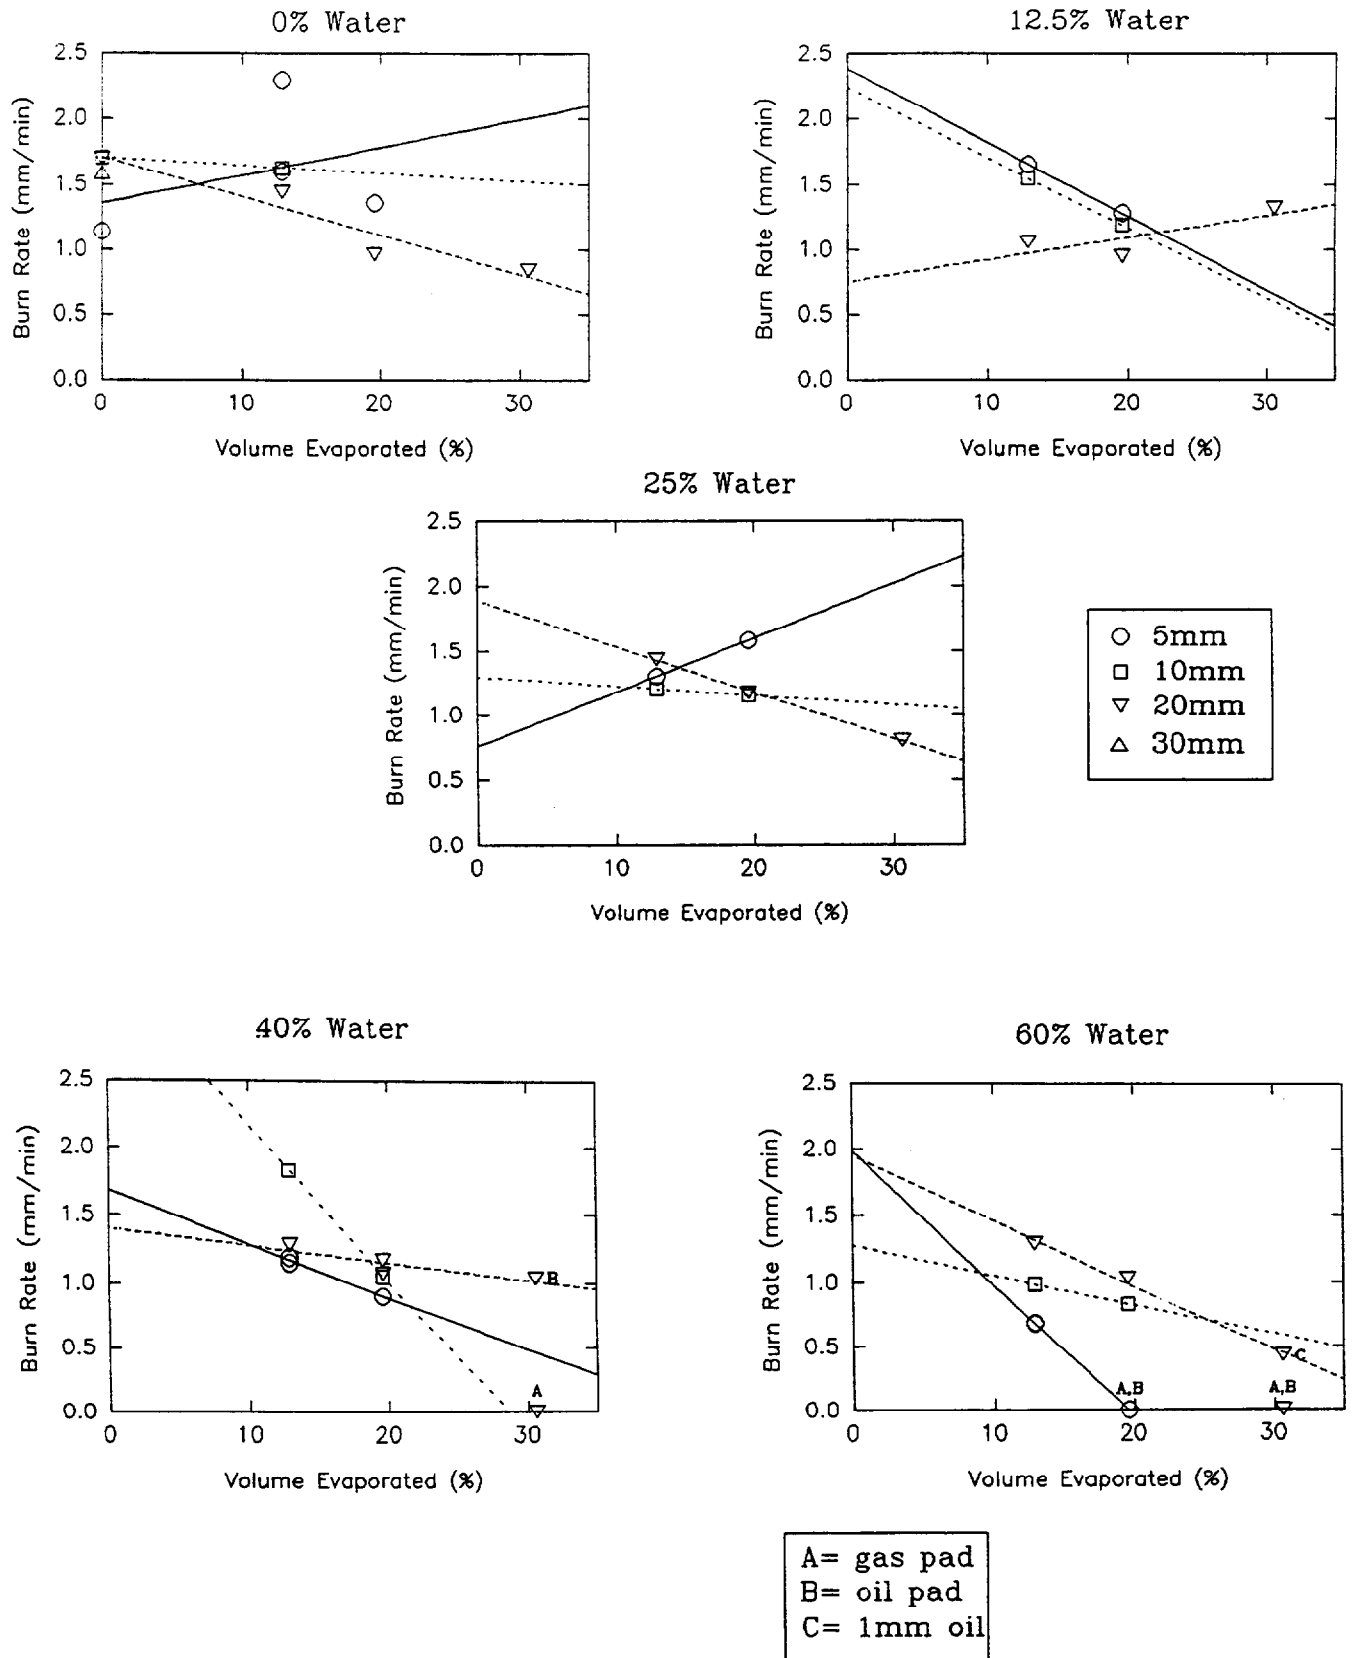 0% Water
2.5
2.0
1.5
1.0
0.5
0.0
Burn Rate (mm/min)
0 10 20 30
Volume Evaporated (%)
12.5% Water
2.5
2.0
1.5
1.0
0.5
0.0
Burn Rate (mm/min)
0 10 20 30
Volume Evaporated (%)
25% Water
2.5
2.0
1.5
1.0
0.5
0.0
Burn Rate (mm/min)
0 10 20 30
Volume Evaporated (%)
5mm
10mm
20mm
30mm
40% Water
2.5
2.0
1.5
1.0
0.5
0.0
Burn Rate (mm/min)
B
A
0 10 20 30
Volume Evaporated (%)
60% Water
2.5
2.0
1.5
1.0
0.5
0.0
Burn Rate (mm/min)
C
A,B A,B
0 10 20 30
Volume Evaporated (%)
A= gas pad
B= oil pad
C= 1mm oil